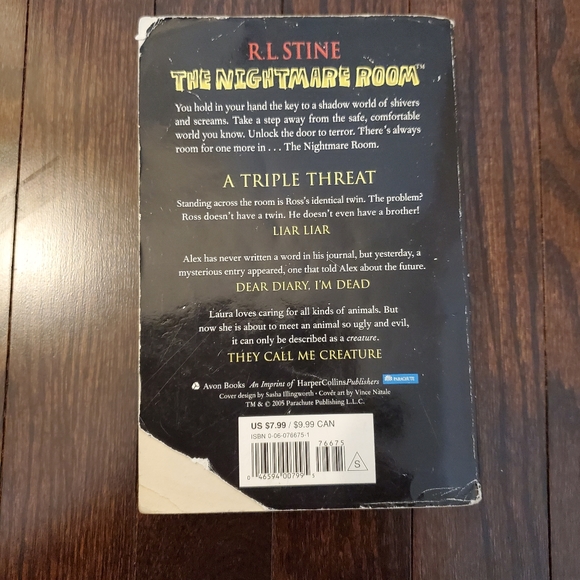 R.L. STINE
THE NIGHTMARE ROOM™
You hold in your hand the key to a shadow world of shivers
and screams. Take a step away from the safe, comfortable
world you know. Unlock the door to terror. There's always
room for one more in . . . The Nightmare Room.
A TRIPLE THREAT
Standing across the room is Ross's identical twin. The problem?
Ross doesn't have a twin. He doesn't even have a brother!
LIAR LIAR
Alex has never written a word in his journal, but yesterday, a
mysterious entry appeared, one that told Alex about the future.
DEAR DIARY, I'M DEAD
Laura loves caring for all kinds of animals. But
now she is about to meet an animal so ugly and evil,
it can only be described as a creature.
THEY CALL ME CREATURE
Avon Books An Imprint of HarperCollinsPublishers PARACHUTE
Cover design by Sasha Illingworth • Cover art by Vince Natale
TM & © 2005 Parachute Publishing L.L.C.
US $7.99 / $9.99 CAN
ISBN 0-06-076675-1
76675
0 46594 00799
S